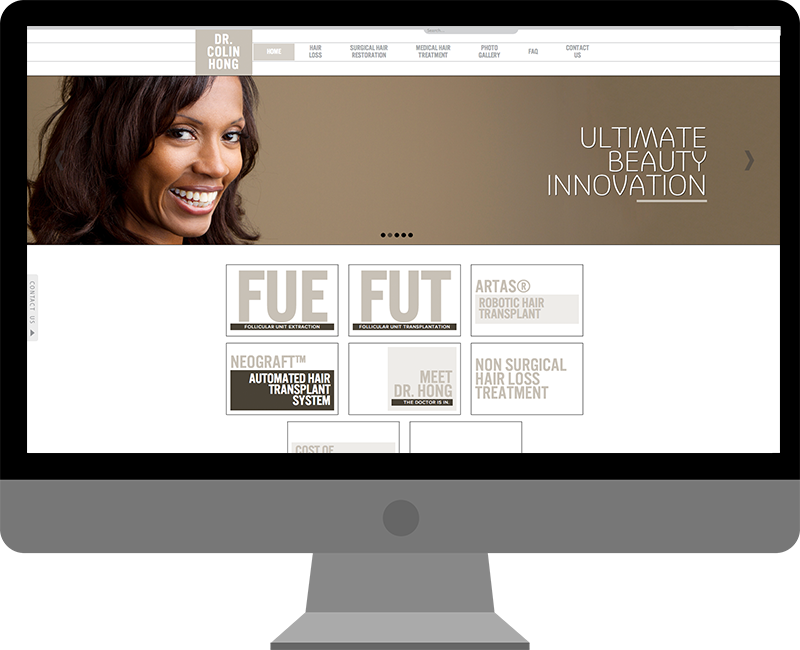 Search...
DR.
COLIN
HONG
HOME
HAIR
LOSS
SURGICAL HAIR
RESTORATION
MEDICAL HAIR
TREATMENT
PHOTO
GALLERY
FAQ
CONTACT
US
ULTIMATE
BEAUTY
INNOVATION
CONTACT US
FUE
FOLLICULAR UNIT EXTRACTION
FUT
FOLLICULAR UNIT TRANSPLANTATION
ARTAS®
ROBOTIC HAIR
TRANSPLANT
NEOGRAFT™
AUTOMATED HAIR
TRANSPLANT
SYSTEM
MEET
DR. HONG
THE DOCTOR IS IN.
NON SURGICAL
HAIR LOSS
TREATMENT
COST OF